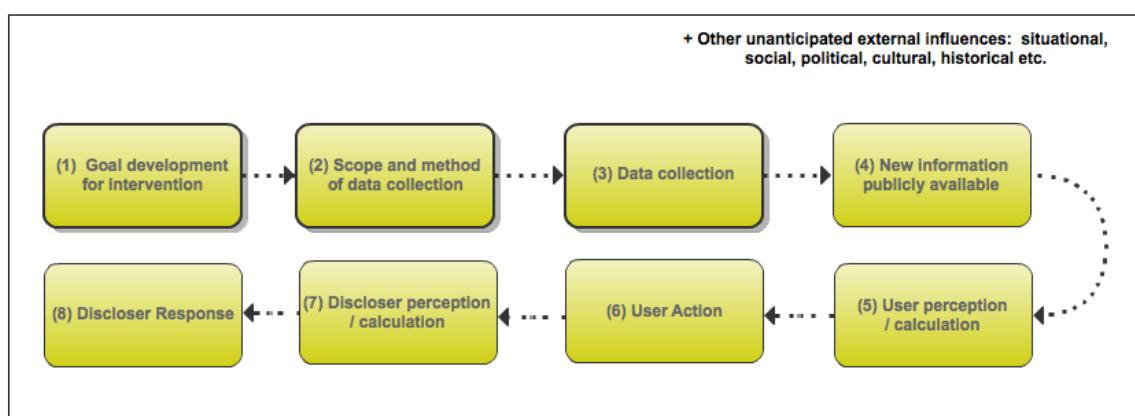 + Other unanticipated external influences:  situational,
social, political, cultural, historical etc.
(1)  Goal development
for intervention
(2) Scope and method
of data collection
(3) Data collection
(4) New information
publicly available
(5) User perception
/ calculation
(6) User Action
(7) Discloser perception
/ calculation
(8) Discloser Response